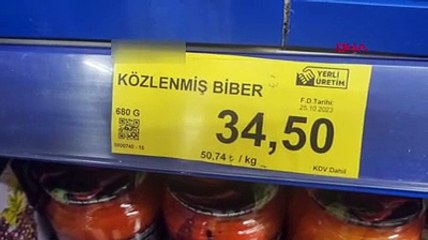 KÖZLENMİŞ BİBER
YERLİ
ÜRETİM
F.D.Tarihi:
25.10.2023
680 G
34,50
50,74 ₺ / kg
KDV Dahil